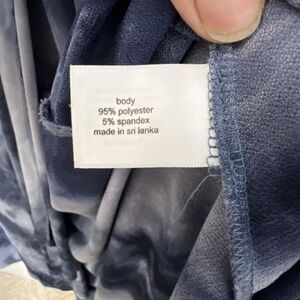 body
95% polyester
5% spandex
made in sri lanka